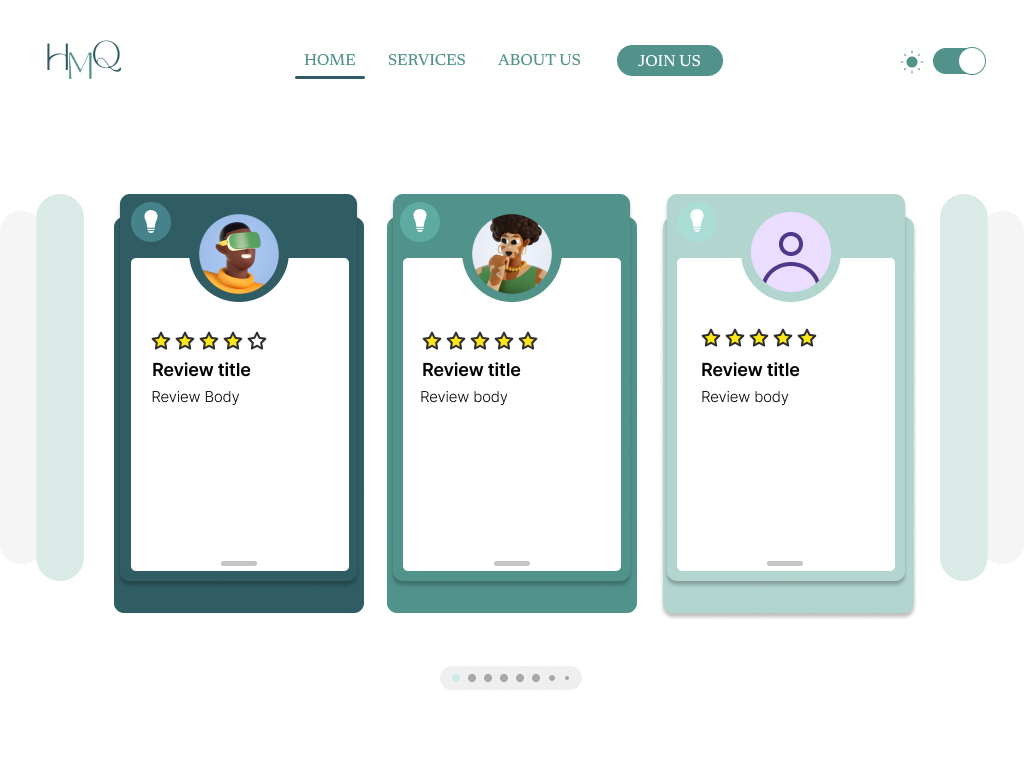 HMQ
HOME SERVICES ABOUT US JOIN US
Review title
Review Body
Review title
Review body
Review title
Review body